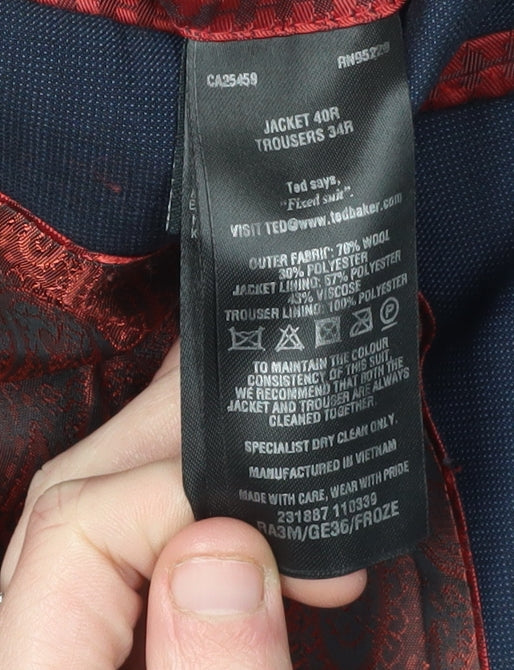 CA25459
RN95229
JACKET 40R
TROUSERS 34R
Ted says,
"Fixed suit".
VISIT TED@www.tedbaker.com
OUTER FABRIC: 70% WOOL
30% POLYESTER
JACKET LINING: 57% POLYESTER
43% VISCOSE
TROUSER LINING: 100% POLYESTER
P
TO MAINTAIN THE COLOUR
CONSISTENCY OF THIS SUIT,
WE RECOMMEND THAT BOTH THE
JACKET AND TROUSER ARE ALWAYS
CLEANED TOGETHER.
SPECIALIST DRY CLEAN ONLY.
MANUFACTURED IN VIETNAM
MADE WITH CARE, WEAR WITH PRIDE
231887 110339
RA3M/GE36/FROZE